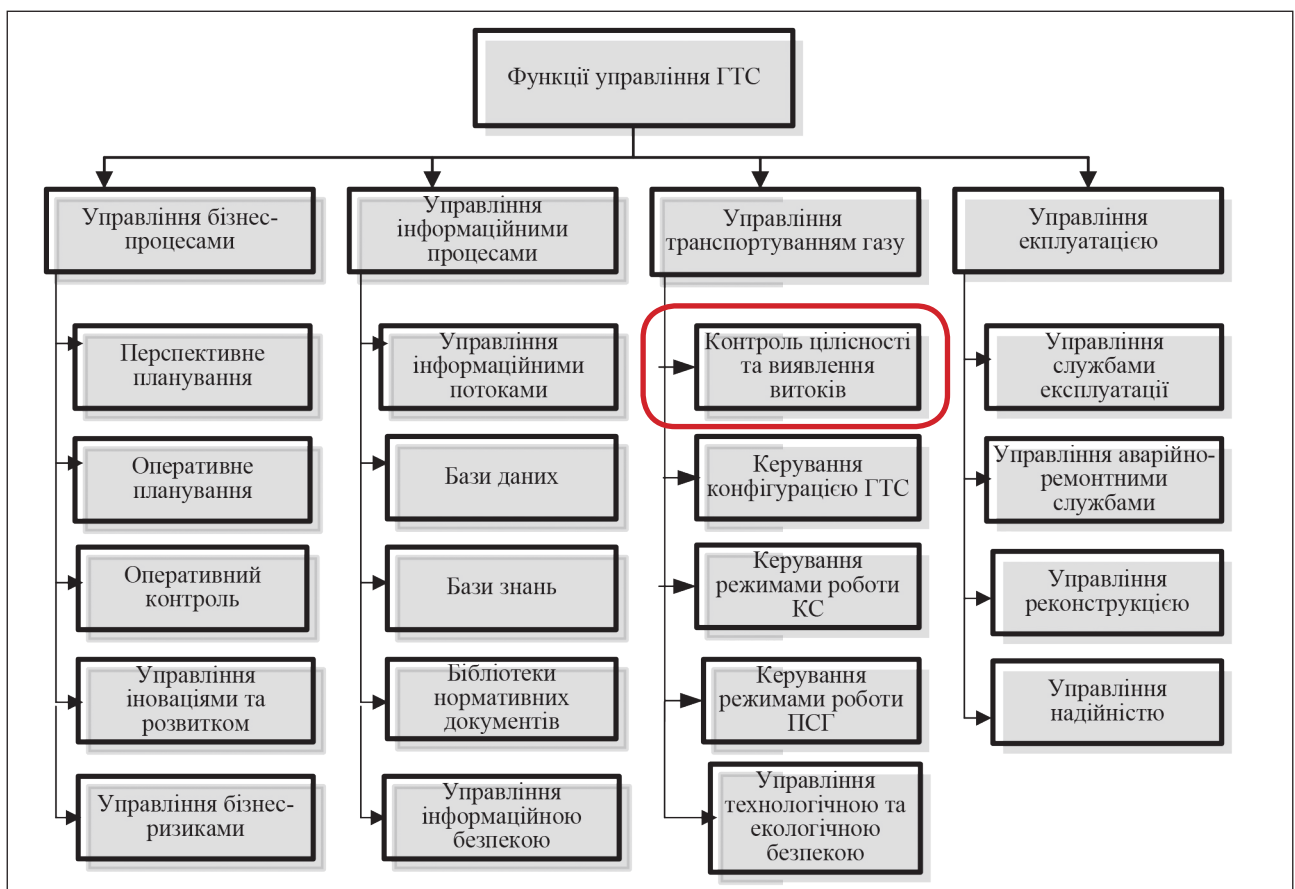 Функції управління ГТС
Управління бізнес-
процесами
Перспективне
планування
Оперативне
планування
Оперативний
контроль
Управління
іноваціями та
розвитком
Управління бізнес-
ризиками
Управління
інформаційними
процесами
Управління
інформаційними
потоками
Бази даних
Бази знань
Бібліотеки
нормативних
документів
Управління
інформаційною
безпекою
Управління
транспортуванням газу
Контроль цілісності
та виявлення
витоків
Керування
конфігурацією ГТС
Керування
режимами роботи
КС
Керування
режимами роботи
ПСГ
Управління
технологічною та
екологічною
безпекою
Управління
експлуатацією
Управління
службами
експлуатації
Управління аварійно-
ремонтними
службами
Управління
реконструкцією
Управління
надійністю